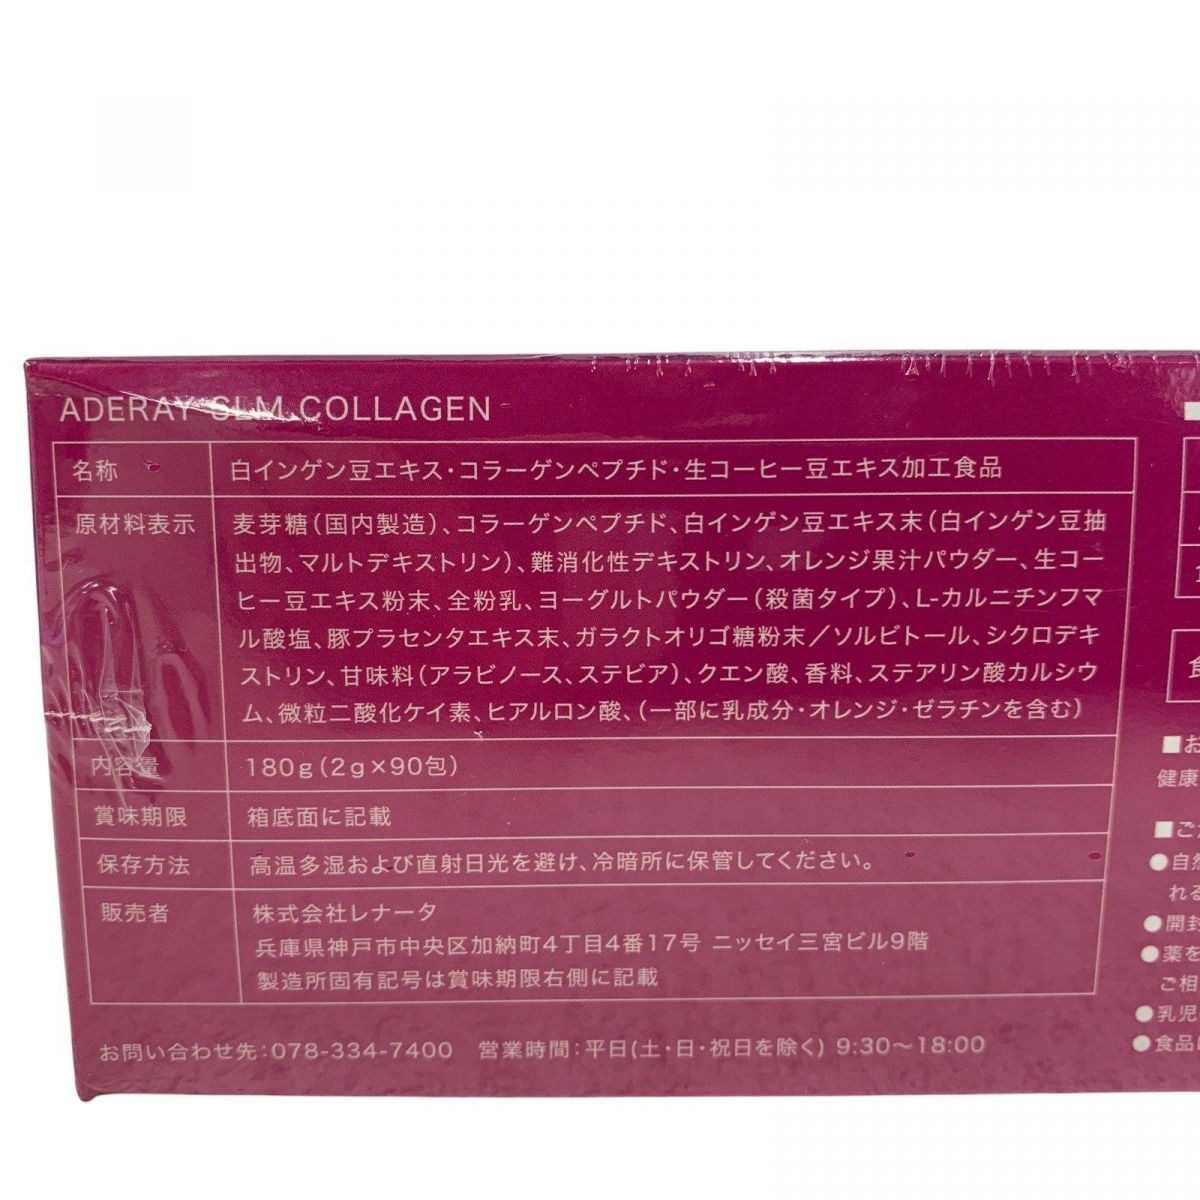 ADERAY SLM COLLAGEN
名称 白インゲン豆エキス・コラーゲンペプチド・生コーヒー豆エキス加工食品
原材料表示 麦芽糖(国内製造)、コラーゲンペプチド、白インゲン豆エキス末(白インゲン豆抽
出物、マルトデキストリン)、難消化性デキストリン、オレンジ果汁パウダー、生コー
ヒー豆エキス粉末、全粉乳、ヨーグルトパウダー(殺菌タイプ)、L-カルニチンフマ
ル酸塩、豚プラセンタエキス末、ガラクトオリゴ糖粉末/ソルビトール、シクロデキ
ストリン、甘味料(アラビノース、ステビア)、クエン酸、香料、ステアリン酸カルシウ
ム、微粒二酸化ケイ素、ヒアルロン酸、(一部に乳成分・オレンジ・ゼラチンを含む)
内容量 180g(2g×90包)
賞味期限 箱底面に記載
保存方法 高温多湿および直射日光を避け、冷暗所に保管してください。
販売者 株式会社レナータ
兵庫県神戸市中央区加納町4丁目4番17号 ニッセイ三宮ビル9階
製造所固有記号は賞味期限右側に記載
お問い合わせ先:078-334-7400 営業時間:平日(土・日・祝日を除く) 9:30〜18:00
■お
健康
■ご
●自然
れる
●開封
●薬を
ご相
●乳児
●食品